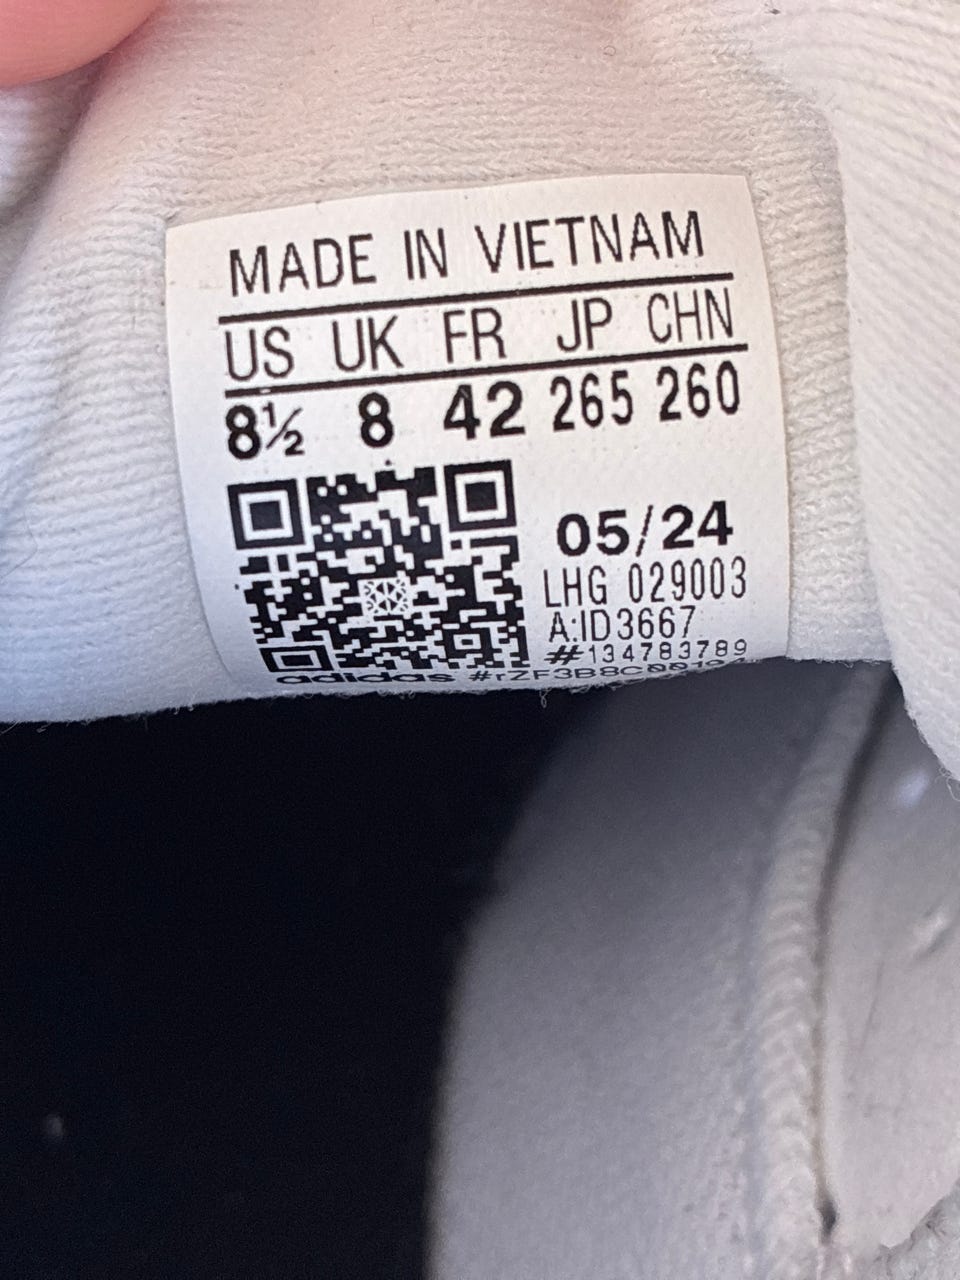 MADE IN VIETNAM
US UK FR JP CHN
8½ 8 42 265 260
05/24
LHG 029003
A:ID3667
#134783789
adidas